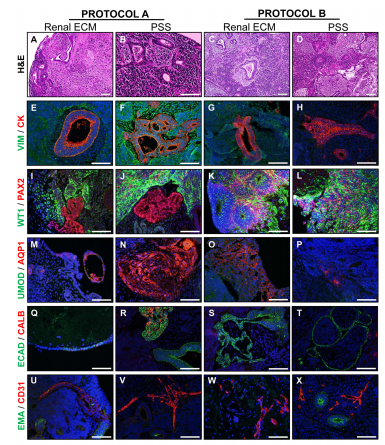 PROTOCOL A PROTOCOL B
Renal ECM PSS Renal ECM PSS
H&E
A B C D
VIM / CK
E F G H
WT1 / PAX2
I J K L
UMOD / AQP1
M N O P
ECAD / CALB
Q R S T
EMA / CD31
U V W X